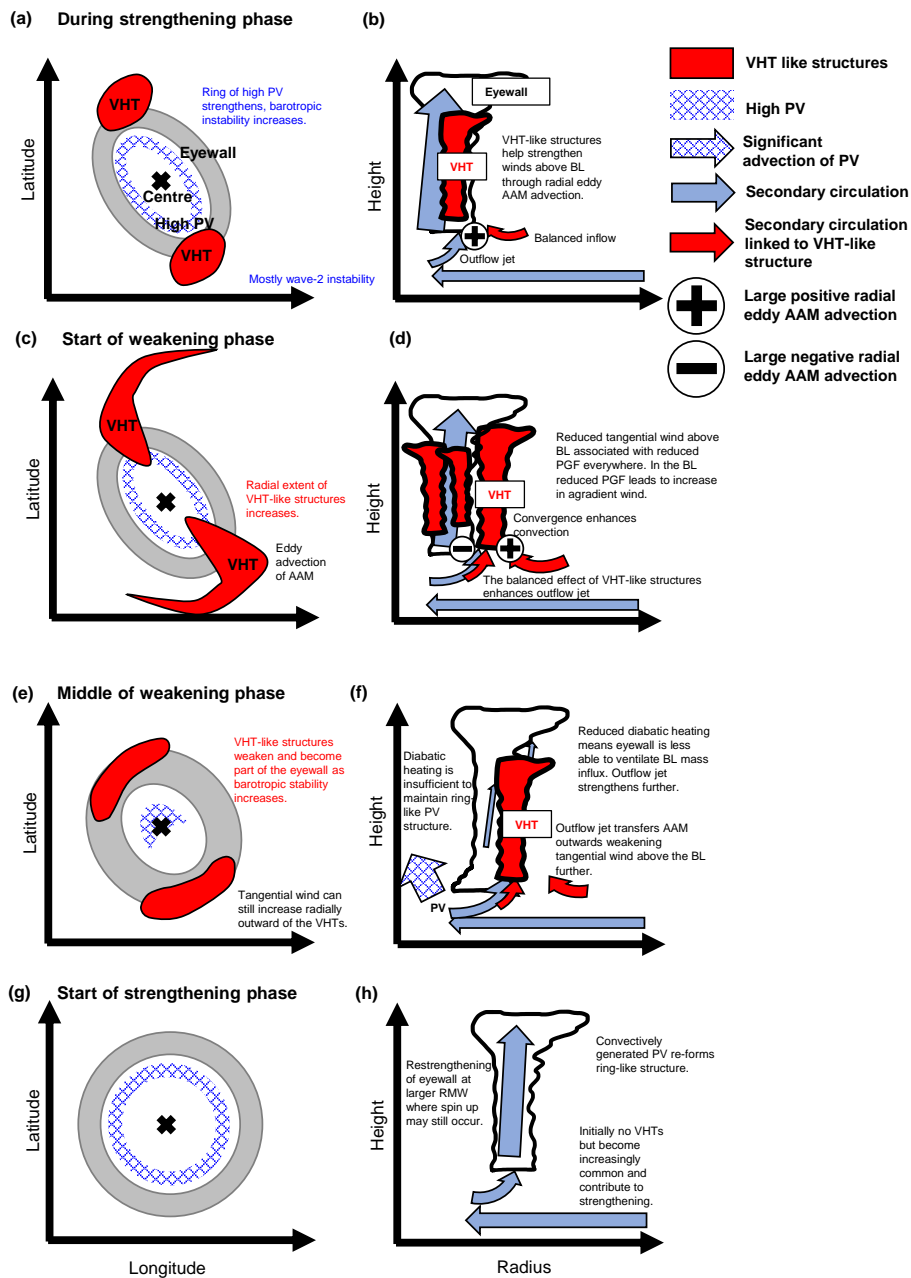 (a) During strengthening phase
VHT
Ring of high PV
strengthens, barotropic
instability increases.
Eyewall
Centre
High PV
VHT
Mostly wave-2 instability
Latitude
(b)
Eyewall
VHT-like structures
help strengthen
winds above BL
through radial eddy
AAM advection.
VHT
Balanced inflow
Outflow jet
Height
VHT like structures
High PV
Significant
advection of PV
Secondary circulation
Secondary circulation
linked to VHT-like
structure
Large positive radial
eddy AAM advection
Large negative radial
eddy AAM advection
(c) Start of weakening phase
VHT
Radial extent of
VHT-like structures
increases.
VHT
Eddy
advection
of AAM
Latitude
(d)
Reduced tangential wind above
BL associated with reduced
PGF everywhere. In the BL
reduced PGF leads to increase
in agradient wind.
VHT
Convergence enhances
convection
The balanced effect of VHT-like structures
enhances outflow jet
Height
(e) Middle of weakening phase
VHT-like structures
weaken and become
part of the eyewall as
barotropic stability
increases.
Tangential wind can
still increase radially
outward of the VHTs.
Latitude
(f)
Diabatic
heating is
insufficient to
maintain ring-
like PV
structure.
Reduced diabatic heating
means eyewall is less
able to ventilate BL mass
influx. Outflow jet
strengthens further.
VHT
Outflow jet transfers AAM
outwards weakening
tangential wind above the BL
further.
PV
Height
(g) Start of strengthening phase
Latitude
Longitude
(h)
Convectively
generated PV re-forms
ring-like structure.
Restrengthening
of eyewall at
larger RMW
where spin up
may still occur.
Initially no VHTs
but become
increasingly
common and
contribute to
strengthening.
Height
Radius